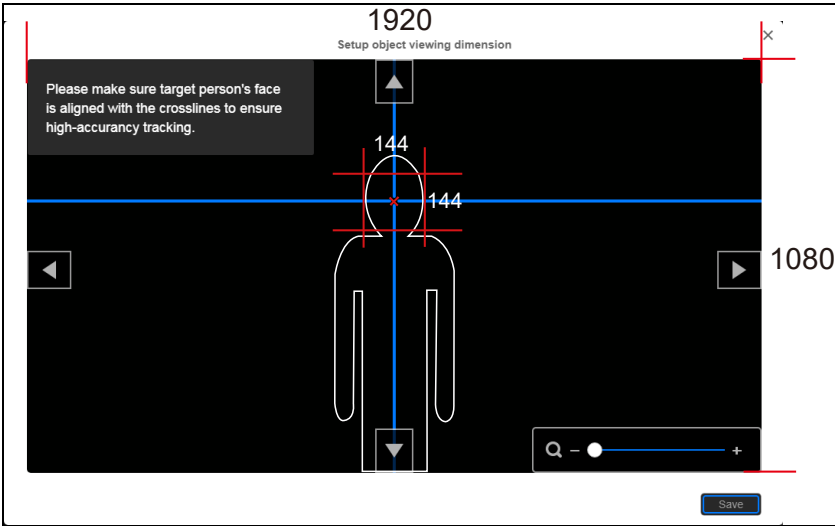 1920
Setup object viewing dimension
×
Please make sure target person's face
is aligned with the crosslines to ensure
high-accurancy tracking.
144
144
1080
Save